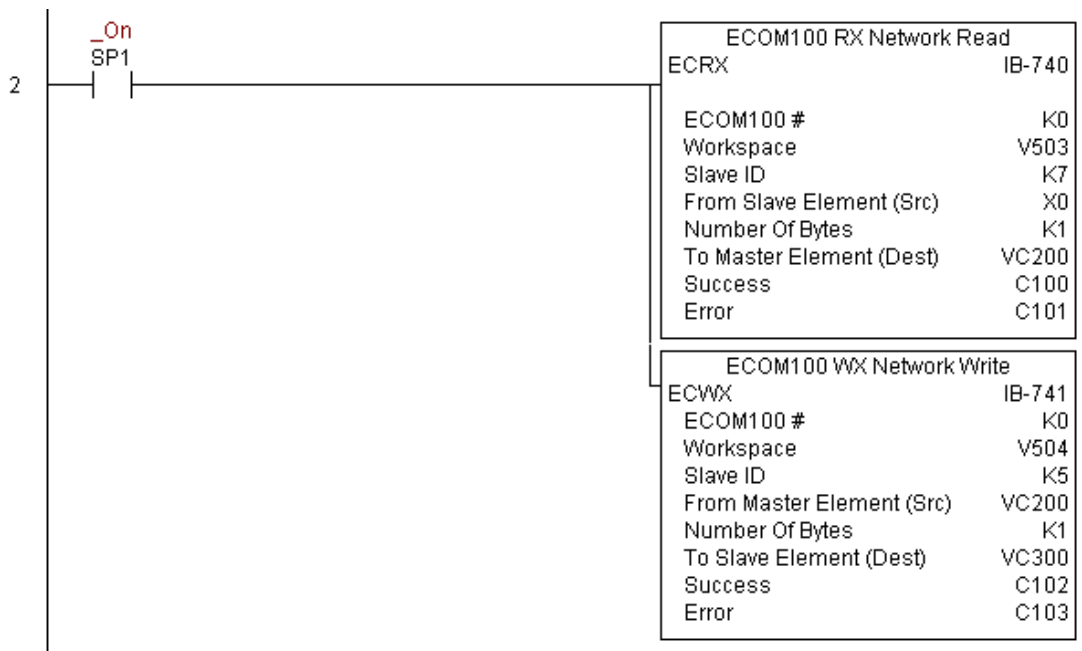 _On
SP1
2
ECOM100 RX Network Read
ECRX IB-740
ECOM100 # K0
Workspace V503
Slave ID K7
From Slave Element (Src) X0
Number Of Bytes K1
To Master Element (Dest) VC200
Success C100
Error C101
ECOM100 WX Network Write
ECWX IB-741
ECOM100 # K0
Workspace V504
Slave ID K5
From Master Element (Src) VC200
Number Of Bytes K1
To Slave Element (Dest) VC300
Success C102
Error C103